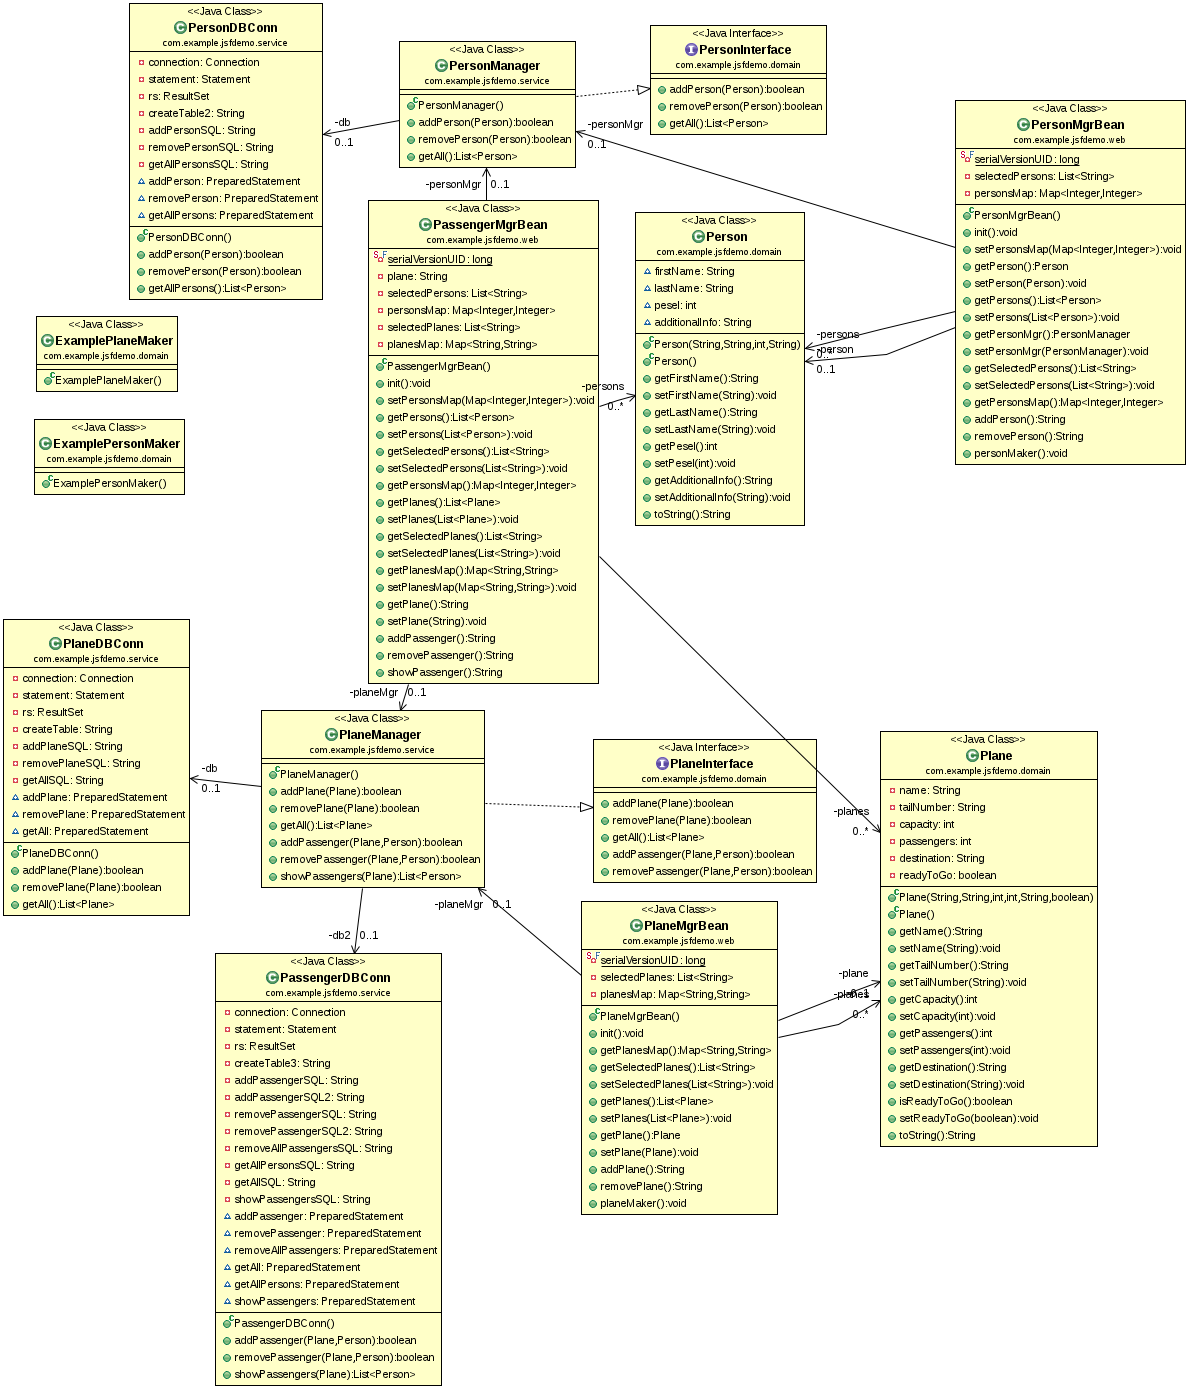 <<Java Class>>
PersonDBConn
com.example.jsfdemo.service
connection: Connection
statement: Statement
rs: ResultSet
createTable2: String
addPersonSQL: String
removePersonSQL: String
getAllPersonsSQL: String
addPerson: PreparedStatement
removePerson: PreparedStatement
getAllPersons: PreparedStatement
PersonDBConn()
addPerson(Person):boolean
removePerson(Person):boolean
getAllPersons():List<Person>
-db
0..1
<<Java Class>>
PersonManager
com.example.jsfdemo.service
PersonManager()
addPerson(Person):boolean
removePerson(Person):boolean
getAll():List<Person>
<<Java Interface>>
PersonInterface
com.example.jsfdemo.domain
addPerson(Person):boolean
removePerson(Person):boolean
getAll():List<Person>
-personMgr
0..1
<<Java Class>>
PersonMgrBean
com.example.jsfdemo.web
serialVersionUID: long
selectedPersons: List<String>
personsMap: Map<Integer,Integer>
PersonMgrBean()
init():void
setPersonsMap(Map<Integer,Integer>):void
getPerson():Person
setPerson(Person):void
getPersons():List<Person>
setPersons(List<Person>):void
getPersonMgr():PersonManager
setPersonMgr(PersonManager):void
getSelectedPersons():List<String>
setSelectedPersons(List<String>):void
getPersonsMap():Map<Integer,Integer>
addPerson():String
removePerson():String
personMaker():void
-personMgr
0..1
<<Java Class>>
PassengerMgrBean
com.example.jsfdemo.web
serialVersionUID: long
plane: String
selectedPersons: List<String>
personsMap: Map<Integer,Integer>
selectedPlanes: List<String>
planesMap: Map<String,String>
PassengerMgrBean()
init():void
setPersonsMap(Map<Integer,Integer>):void
getPersons():List<Person>
setPersons(List<Person>):void
getSelectedPersons():List<String>
setSelectedPersons(List<String>):void
getPersonsMap():Map<Integer,Integer>
getPlanes():List<Plane>
setPlanes(List<Plane>):void
getSelectedPlanes():List<String>
setSelectedPlanes(List<String>):void
getPlanesMap():Map<String,String>
setPlanesMap(Map<String,String>):void
getPlane():String
setPlane(String):void
addPassenger():String
removePassenger():String
showPassenger():String
-persons
0..*
<<Java Class>>
Person
com.example.jsfdemo.domain
firstName: String
lastName: String
pesel: int
additionalInfo: String
Person(String,String,int,String)
Person()
getFirstName():String
setFirstName(String):void
getLastName():String
setLastName(String):void
getPesel():int
setPesel(int):void
getAdditionalInfo():String
setAdditionalInfo(String):void
toString():String
-persons
0..*
-person
0..1
<<Java Class>>
ExamplePlaneMaker
com.example.jsfdemo.domain
ExamplePlaneMaker()
<<Java Class>>
ExamplePersonMaker
com.example.jsfdemo.domain
ExamplePersonMaker()
<<Java Class>>
PlaneDBConn
com.example.jsfdemo.service
connection: Connection
statement: Statement
rs: ResultSet
createTable: String
addPlaneSQL: String
removePlaneSQL: String
getAllSQL: String
addPlane: PreparedStatement
removePlane: PreparedStatement
getAll: PreparedStatement
PlaneDBConn()
addPlane(Plane):boolean
removePlane(Plane):boolean
getAll():List<Plane>
-db
0..1
-planeMgr
0..1
<<Java Class>>
PlaneManager
com.example.jsfdemo.service
PlaneManager()
addPlane(Plane):boolean
removePlane(Plane):boolean
getAll():List<Plane>
addPassenger(Plane,Person):boolean
removePassenger(Plane,Person):boolean
showPassengers(Plane):List<Person>
<<Java Interface>>
PlaneInterface
com.example.jsfdemo.domain
addPlane(Plane):boolean
removePlane(Plane):boolean
getAll():List<Plane>
addPassenger(Plane,Person):boolean
removePassenger(Plane,Person):boolean
-planes
0..*
<<Java Class>>
Plane
com.example.jsfdemo.domain
name: String
tailNumber: String
capacity: int
passengers: int
destination: String
readyToGo: boolean
Plane(String,String,int,int,String,boolean)
Plane()
getName():String
setName(String):void
getTailNumber():String
setTailNumber(String):void
getCapacity():int
setCapacity(int):void
getPassengers():int
setPassengers(int):void
getDestination():String
setDestination(String):void
isReadyToGo():boolean
setReadyToGo(boolean):void
toString():String
-planeMgr
0..1
<<Java Class>>
PlaneMgrBean
com.example.jsfdemo.web
serialVersionUID: long
selectedPlanes: List<String>
planesMap: Map<String,String>
PlaneMgrBean()
init():void
getPlanesMap():Map<String,String>
getSelectedPlanes():List<String>
setSelectedPlanes(List<String>):void
getPlanes():List<Plane>
setPlanes(List<Plane>):void
getPlane():Plane
setPlane(Plane):void
addPlane():String
removePlane():String
planeMaker():void
-plane
0..1
-planes
0..*
-db2
0..1
<<Java Class>>
PassengerDBConn
com.example.jsfdemo.service
connection: Connection
statement: Statement
rs: ResultSet
createTable3: String
addPassengerSQL: String
addPassengerSQL2: String
removePassengerSQL: String
removePassengerSQL2: String
removeAllPassengersSQL: String
getAllPersonsSQL: String
getAllSQL: String
showPassengersSQL: String
addPassenger: PreparedStatement
removePassenger: PreparedStatement
removeAllPassengers: PreparedStatement
getAll: PreparedStatement
getAllPersons: PreparedStatement
showPassengers: PreparedStatement
PassengerDBConn()
addPassenger(Plane,Person):boolean
removePassenger(Plane,Person):boolean
showPassengers(Plane):List<Person>